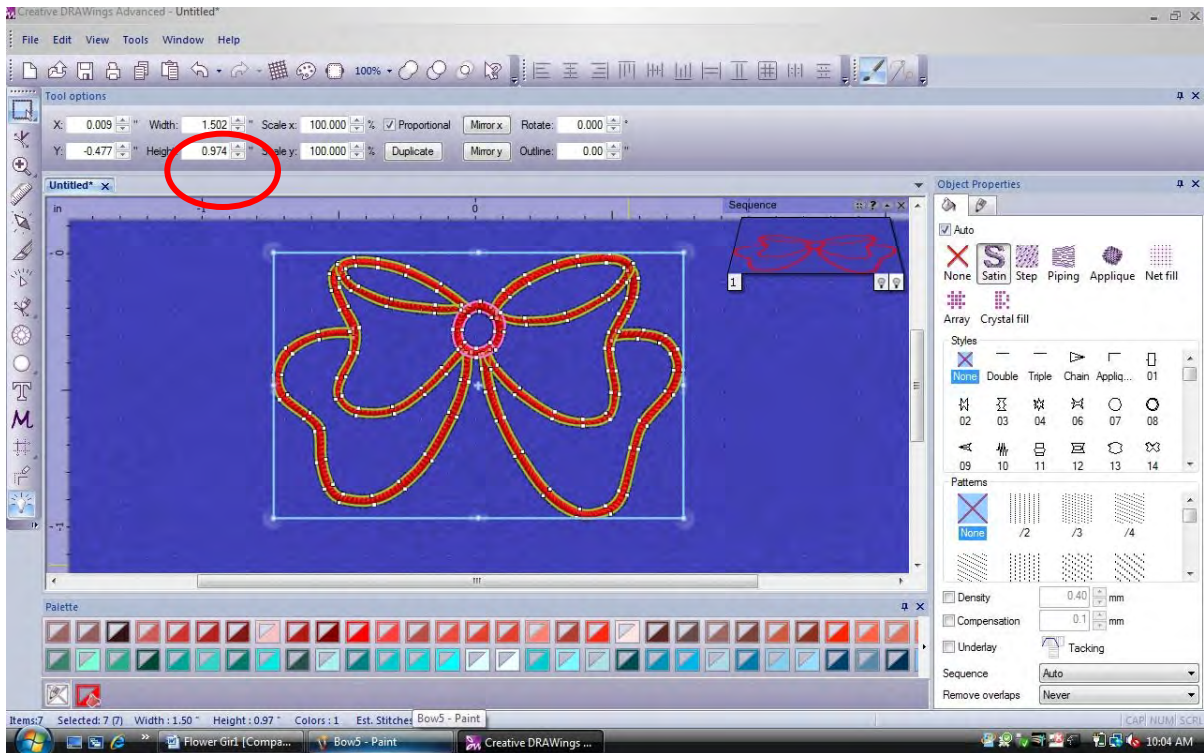 Creative DRAWings Advanced - Untitled*
File Edit View Tools Window Help
100%
Tool options
X: 0.009 " Width: 1.502 " Scale x: 100.000 % Proportional Mirror x Rotate: 0.000 °
Y: -0.477 " Height: 0.974 " Scale y: 100.000 % Duplicate Mirror y Outline: 0.00 "
Untitled* x
in -1 0
Sequence
1
0
-1
Object Properties
Auto
None Satin Step Piping Applique Net fill
Array Crystal fill
Styles
None Double Triple Chain Appliq... 01
02 03 04 06 07 08
09 10 11 12 13 14
Patterns
None /2 /3 /4
Density 0.40 mm
Compensation 0.1 mm
Underlay Tacking
Sequence Auto
Remove overlaps Never
Palette
Items:7 Selected: 7 (7) Width : 1.50 " Height : 0.97 " Colors : 1 Est. Stitches
Bow5 - Paint
CAP NUM SCRL
Flower Girl [Compa... Bow5 - Paint Creative DRAWings ... 10:04 AM